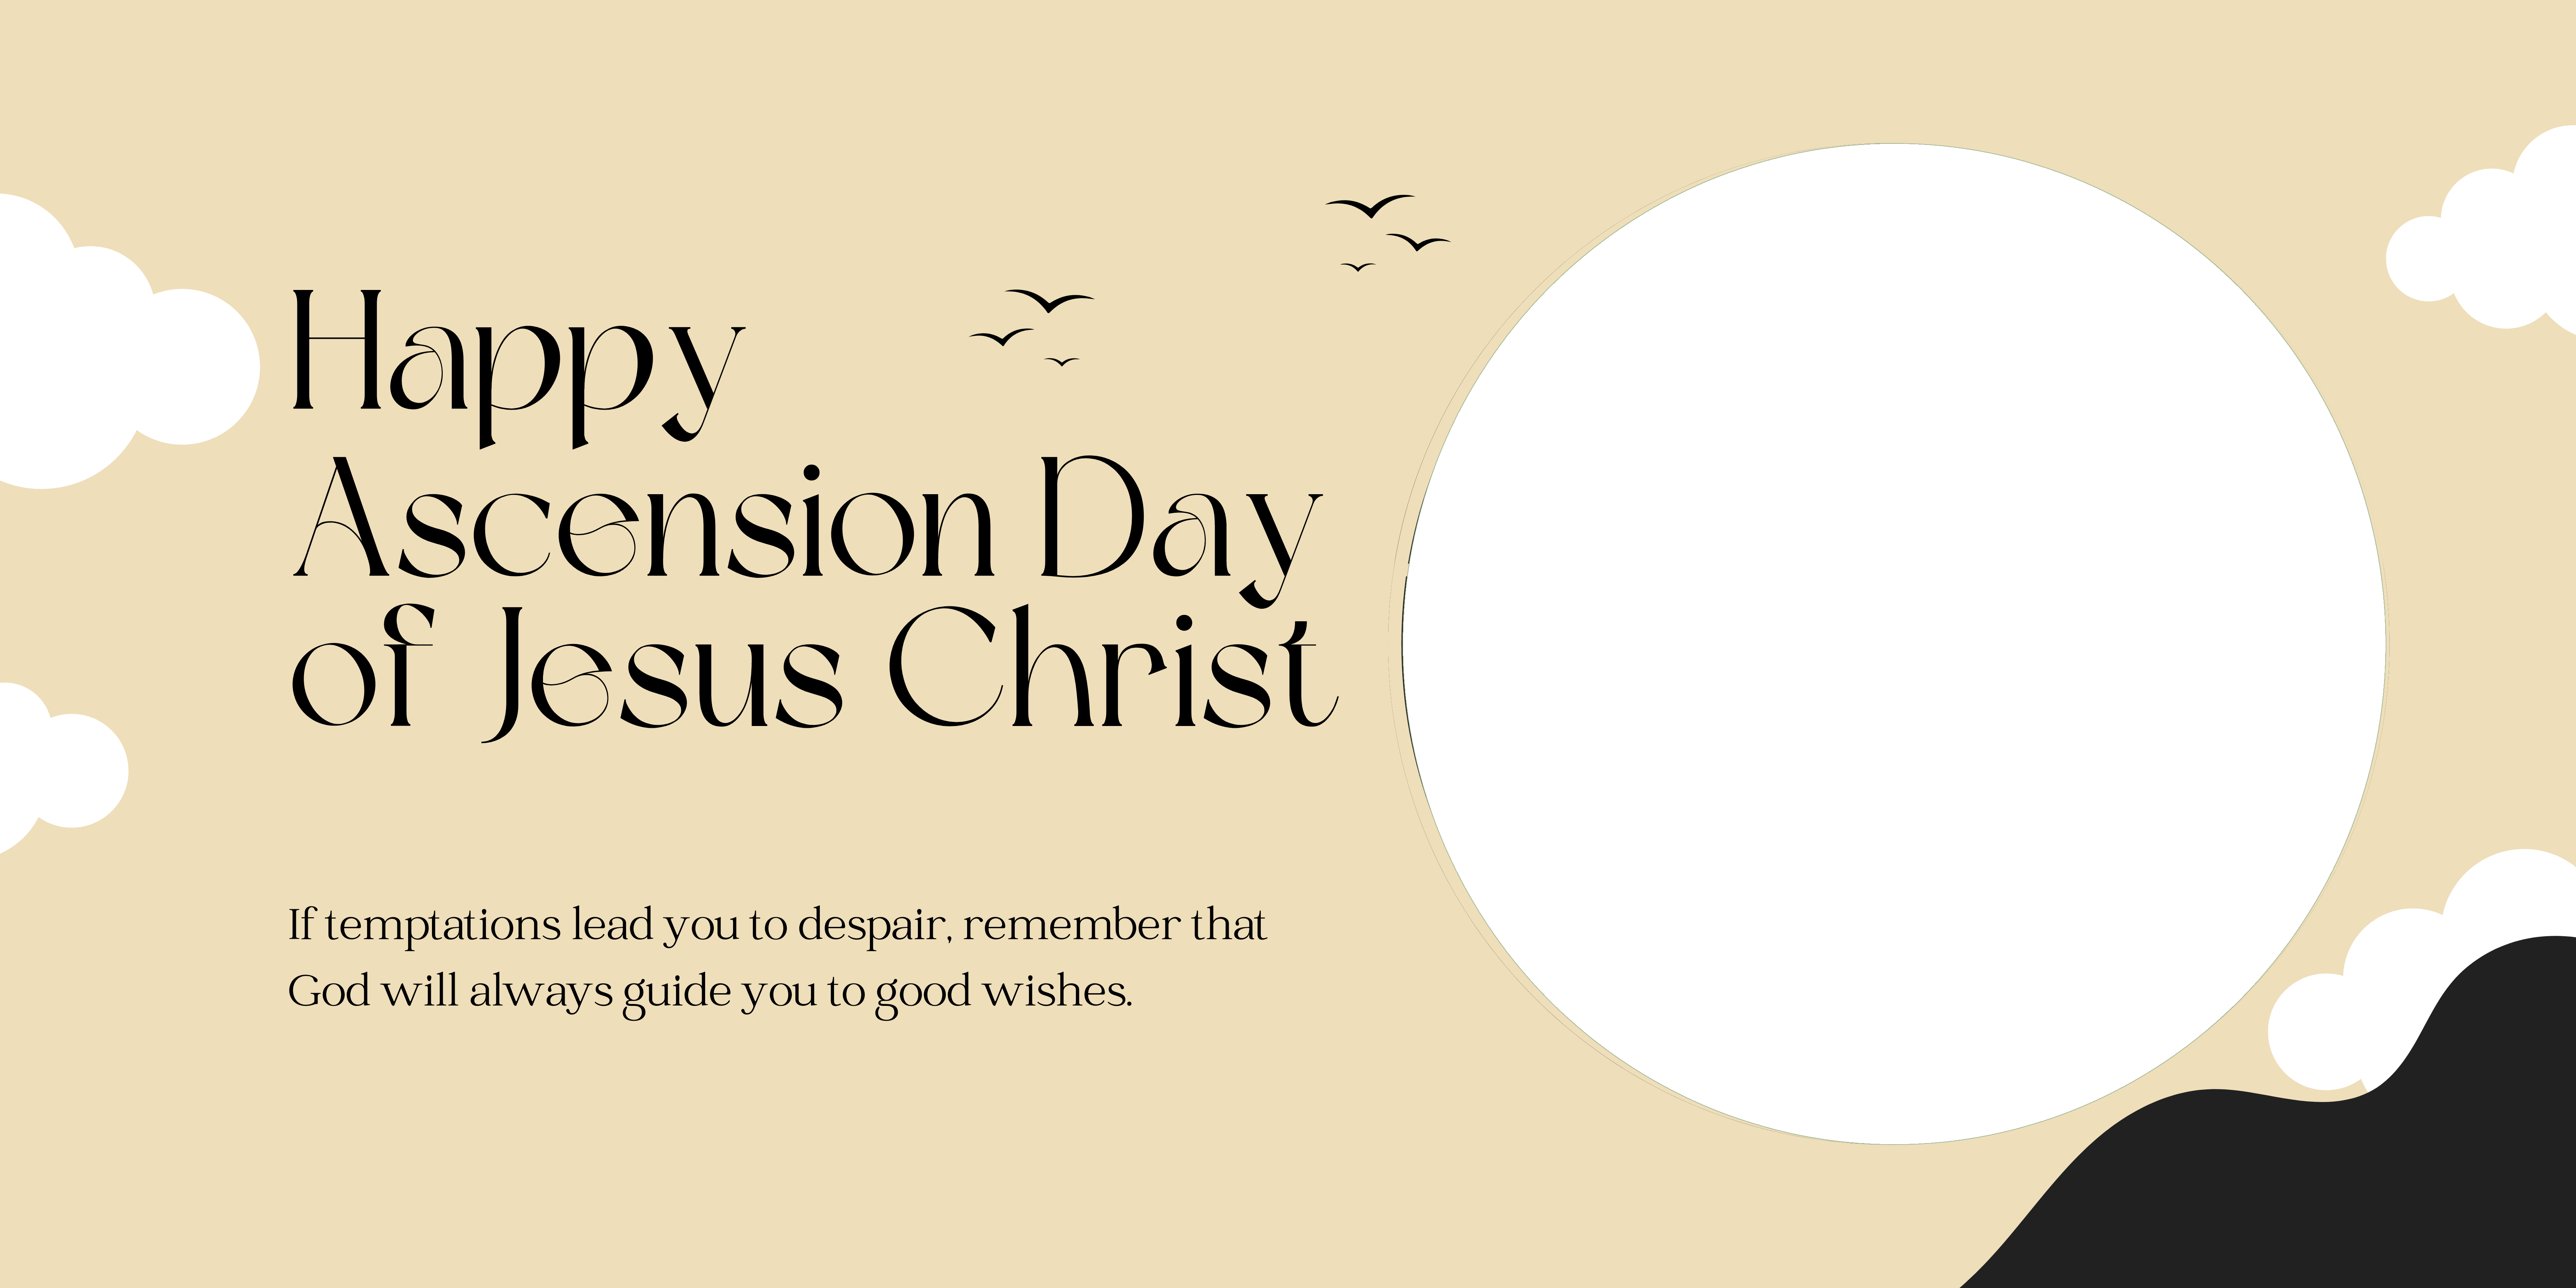 Happy
Ascension Day
of Jesus Christ
If temptations lead you to despair, remember that
God will always guide you to good wishes.